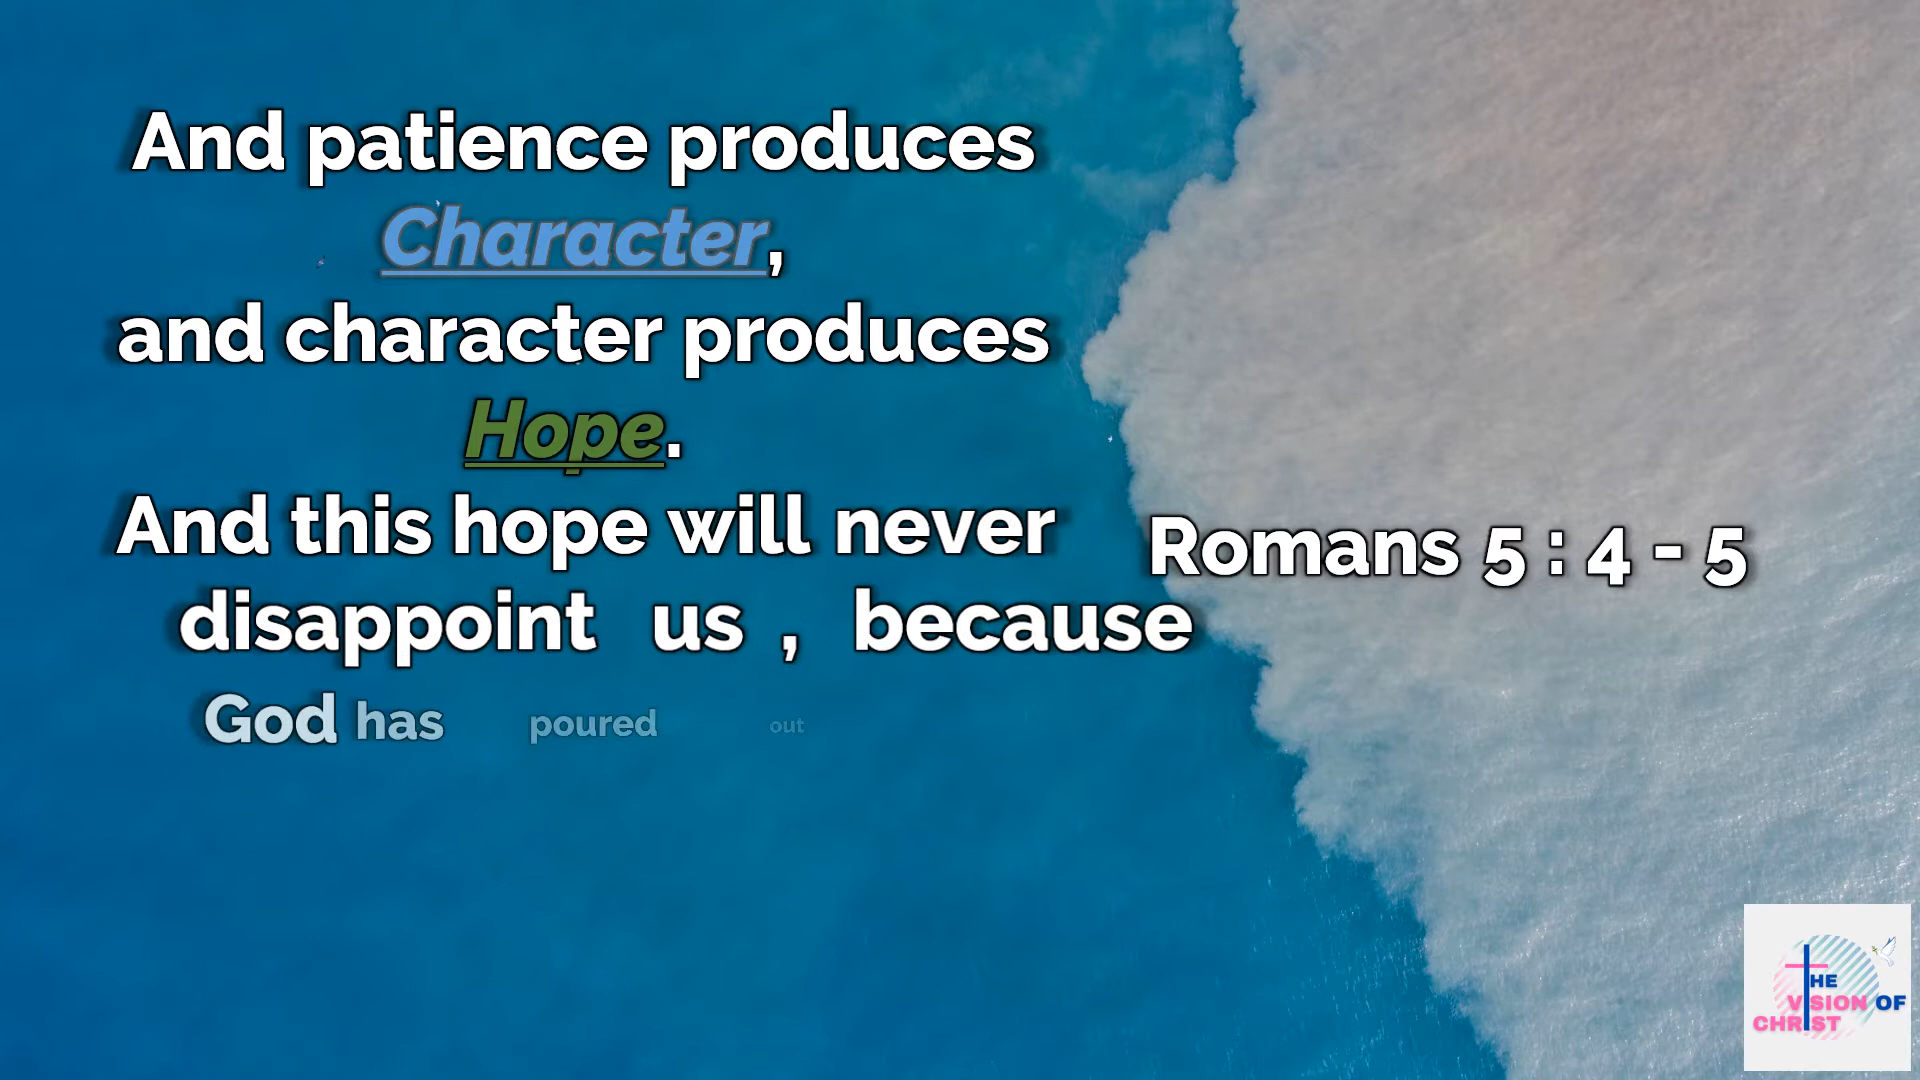 And patience produces
Character,
and character produces
Hope.
And this hope will never
disappoint us , because
God has poured out
Romans 5 : 4 - 5
THE
VISION OF
CHRIST